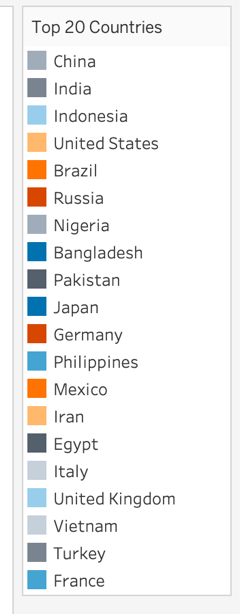 Top 20 Countries
China
India
Indonesia
United States
Brazil
Russia
Nigeria
Bangladesh
Pakistan
Japan
Germany
Philippines
Mexico
Iran
Egypt
Italy
United Kingdom
Vietnam
Turkey
France